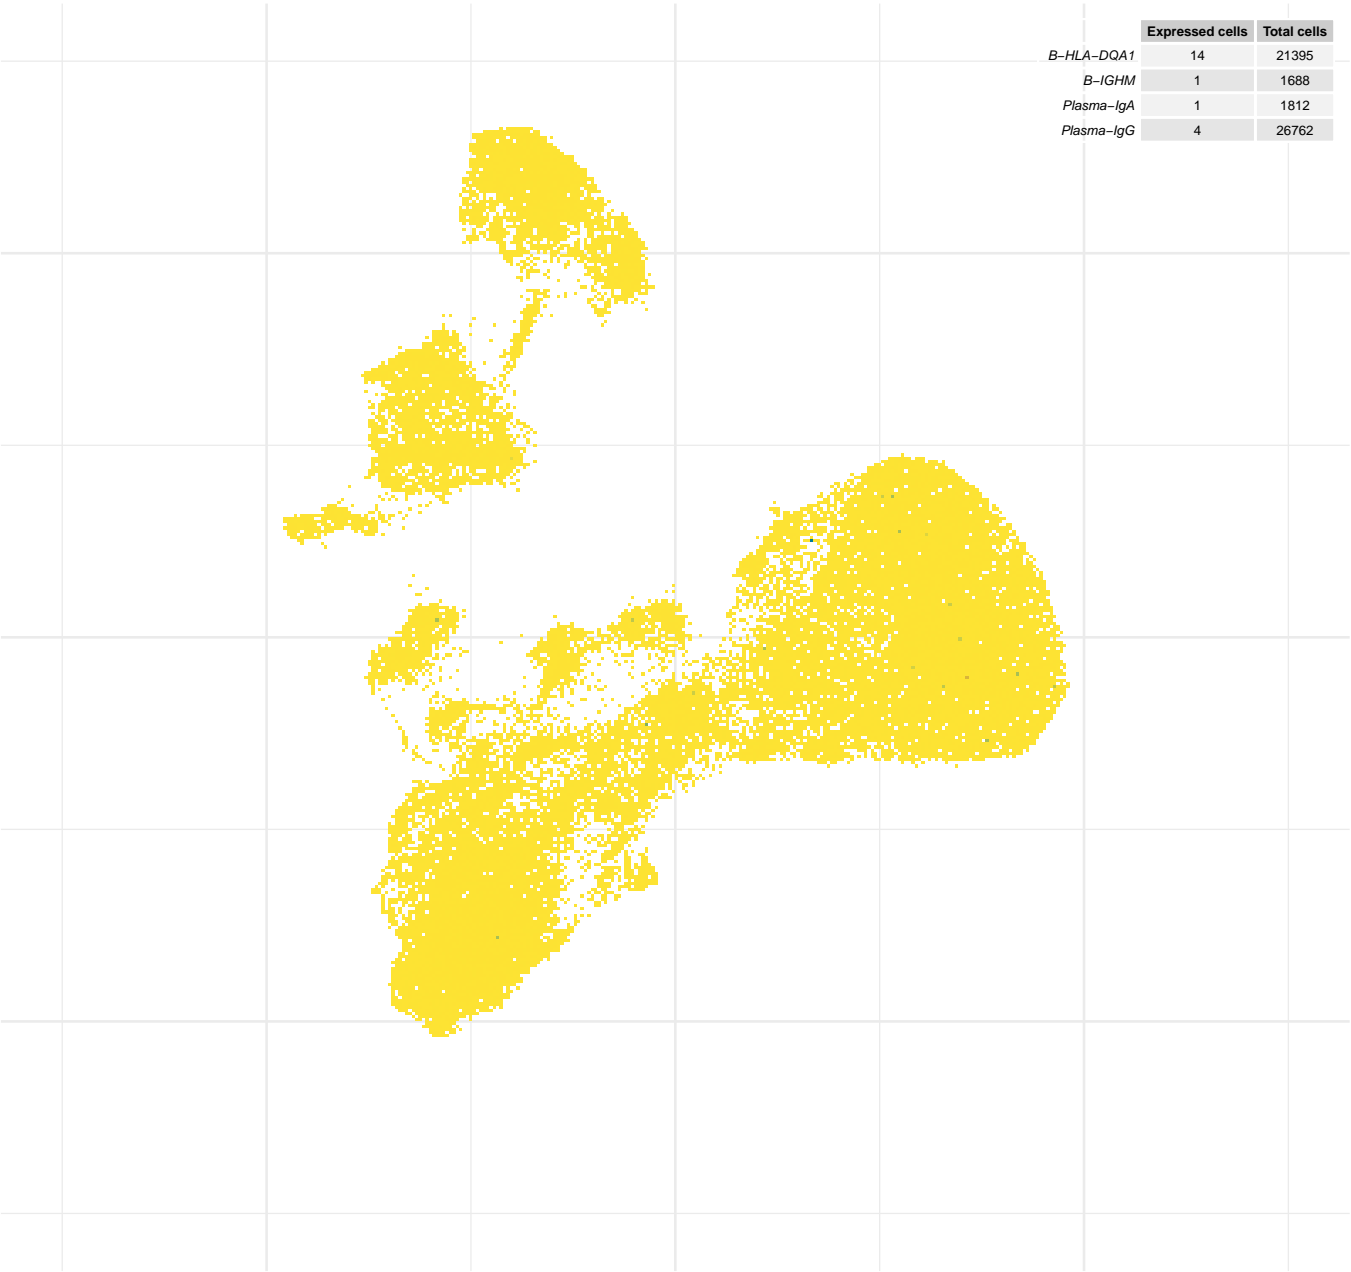 Expressed cells Total cells
B−HLA−DQA1 14 21395
B−IGHM 1 1688
Plasma−IgA 1 1812
Plasma−IgG 4 26762